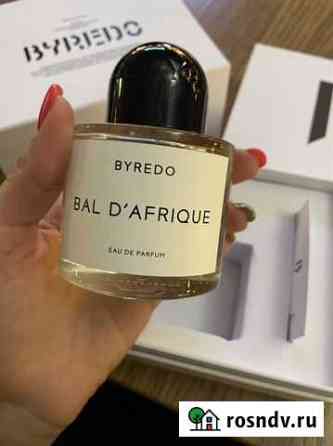 BYREDO
BYREDO
BAL D'AFRIQUE
EAU DE PARFUM
rosndv.ru